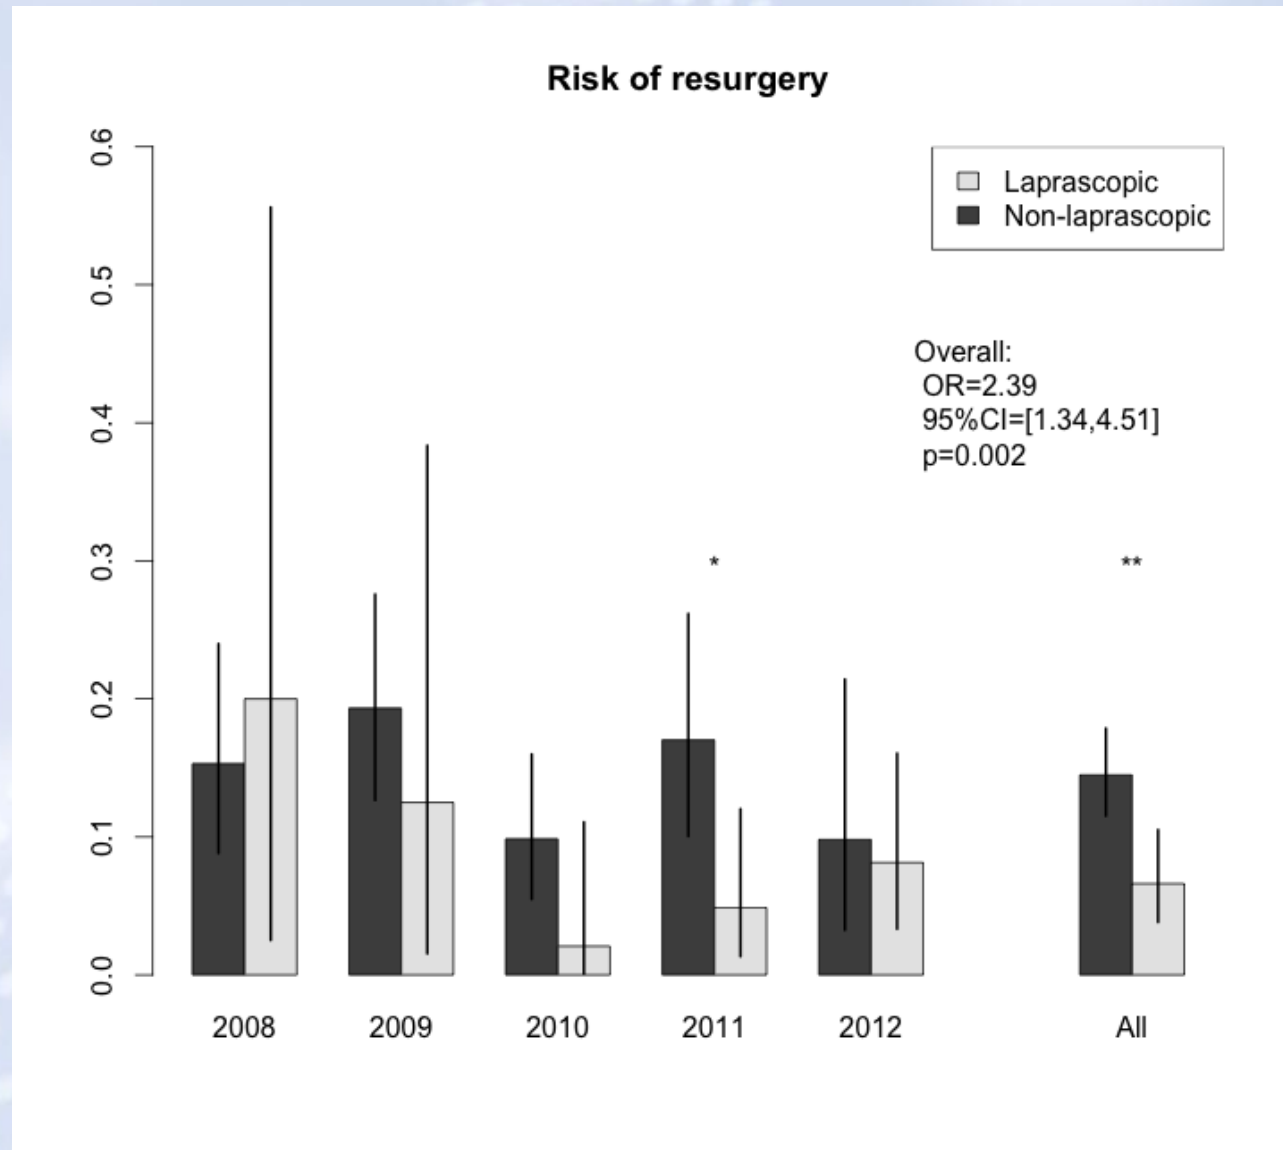 Risk of resurgery
0.6
0.5
0.4
0.3
0.2
0.1
0.0
Laprascopic
Non-laprascopic
Overall:
OR=2.39
95%CI=[1.34,4.51]
p=0.002
*
**
2008
2009
2010
2011
2012
All